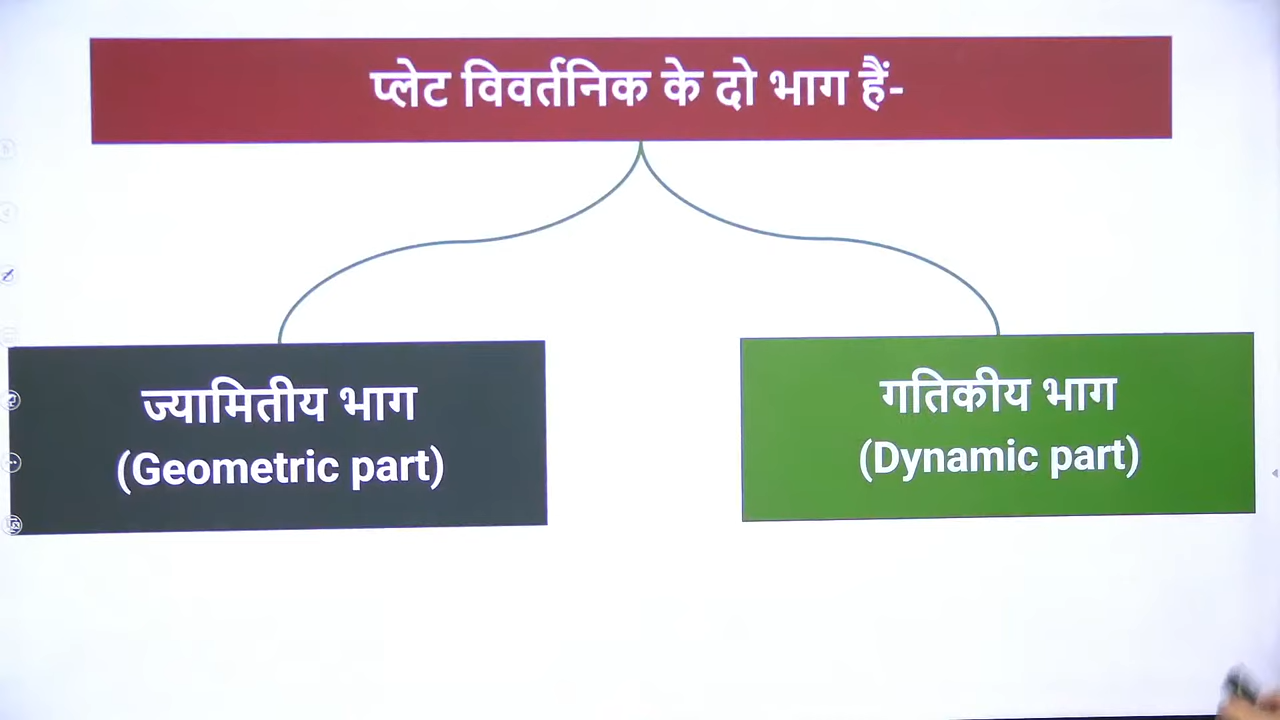 प्लेट विवर्तनिक के दो भाग हैं-
ज्यामितीय भाग
(Geometric part)
गतिकीय भाग
(Dynamic part)